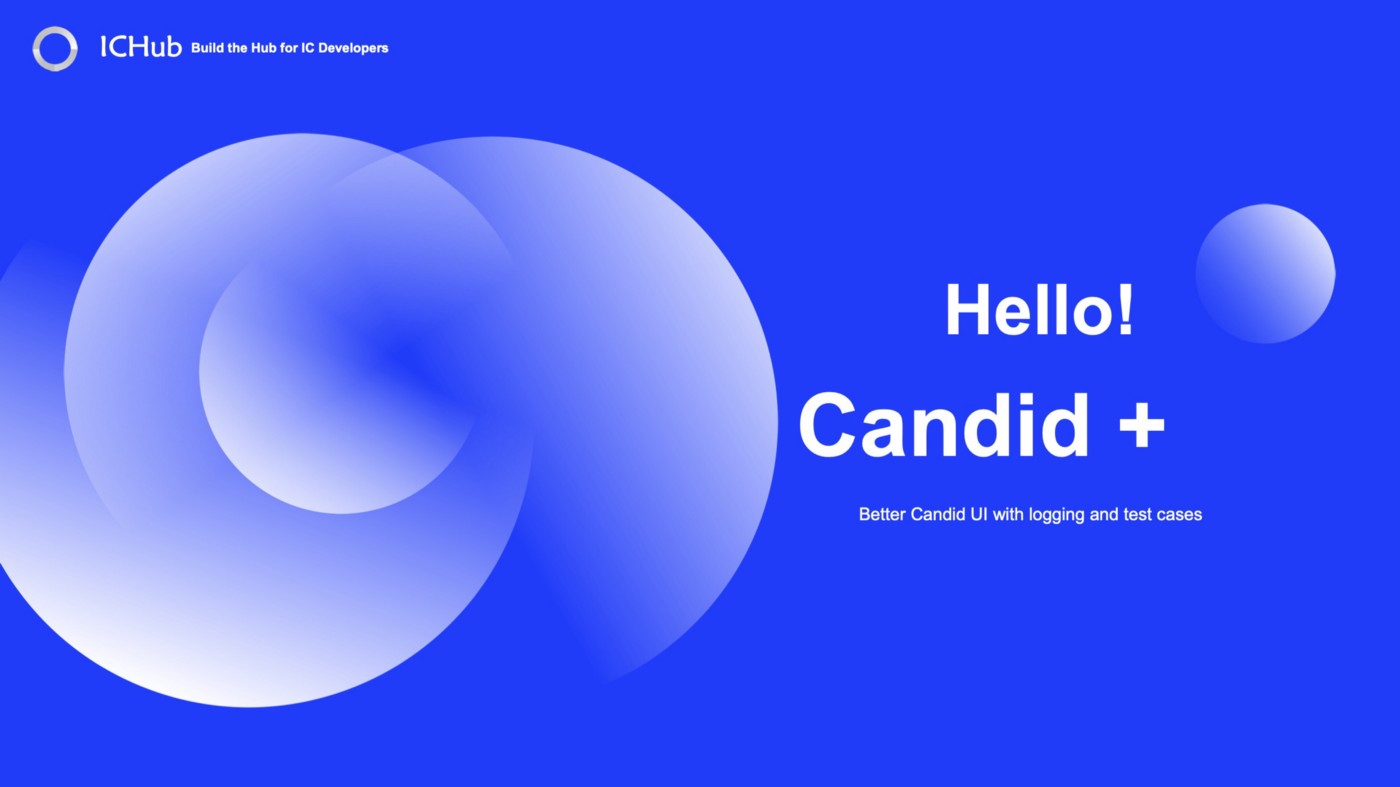 ICHub Build the Hub for IC Developers
Hello!
Candid +
Better Candid UI with logging and test cases